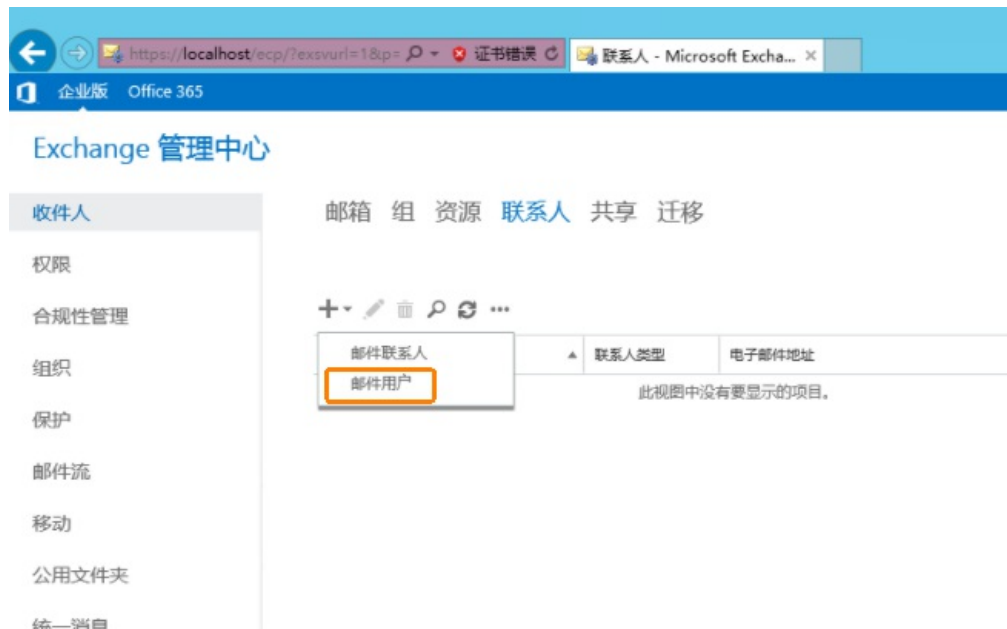 https://localhost/ecp/?exsvurl=1&p= 证书错误 联系人 - Microsoft Excha...
企业版 Office 365
Exchange 管理中心
收件人
邮箱 组 资源 联系人 共享 迁移
权限
合规性管理
邮件联系人 联系人类型 电子邮件地址
组织
邮件用户 此视图中没有要显示的项目。
保护
邮件流
移动
公用文件夹
统一消息